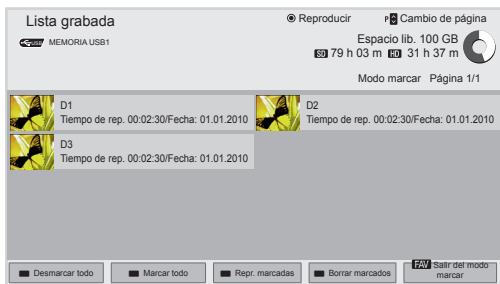 Lista grabada
Reproducir
P Cambio de página
USB MEMORIA USB1
Espacio lib. 100 GB
SD 79 h 03 m HD 31 h 37 m
Modo marcar Página 1/1
D1
Tiempo de rep. 00:02:30/Fecha: 01.01.2010
D2
Tiempo de rep. 00:02:30/Fecha: 01.01.2010
D3
Tiempo de rep. 00:02:30/Fecha: 01.01.2010
Desmarcar todo
Marcar todo
Repr. marcadas
Borrar marcados
FAV Salir del modo
marcar